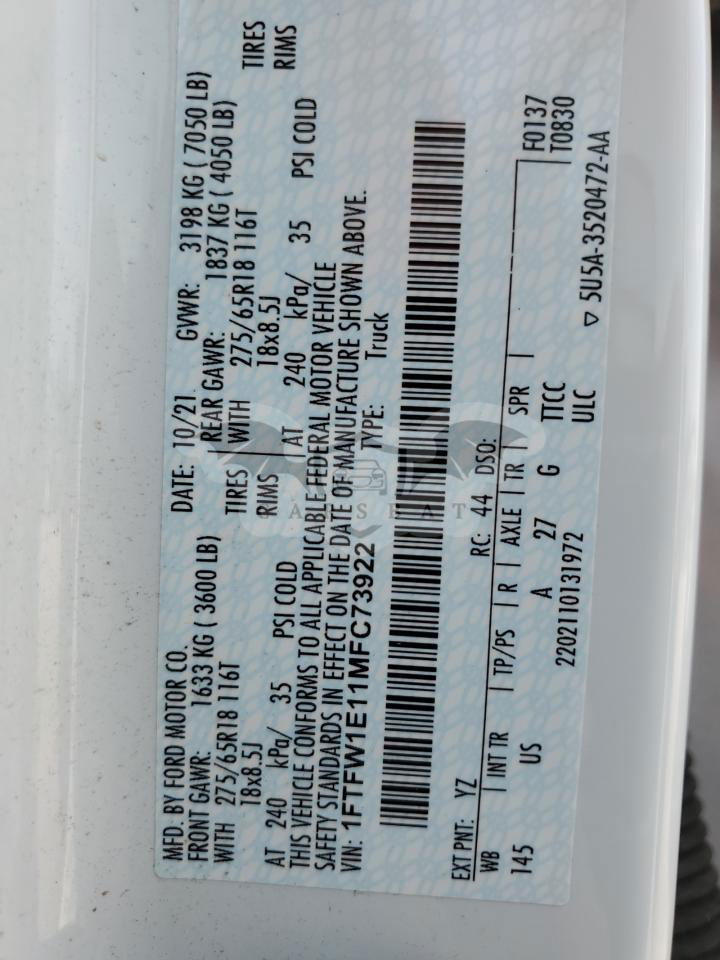 MFD. BY FORD MOTOR CO. DATE: 10/21 GVWR: 3198 KG ( 7050 LB)
FRONT GAWR: 1633 KG ( 3600 LB) REAR GAWR: 1837 KG ( 4050 LB)
WITH 275/65R18 116T TIRES WITH 275/65R18 116T TIRES
18x8.5J RIMS 18x8.5J RIMS
AT 240 kPa/ 35 PSI COLD AT 240 kPa/ 35 PSI COLD
THIS VEHICLE CONFORMS TO ALL APPLICABLE FEDERAL MOTOR VEHICLE
SAFETY STANDARDS IN EFFECT ON THE DATE OF MANUFACTURE SHOWN ABOVE.
VIN: 1FTFW1E11MFC73922 TYPE: Truck
EXT PNT: YZ RC: 44 DSO: F0137
WB INT TR TP/PS R AXLE TR SPR T0830
145 US A 27 G TTCC
ULC
2202110131972 ▽ 5U5A-3520472-AA